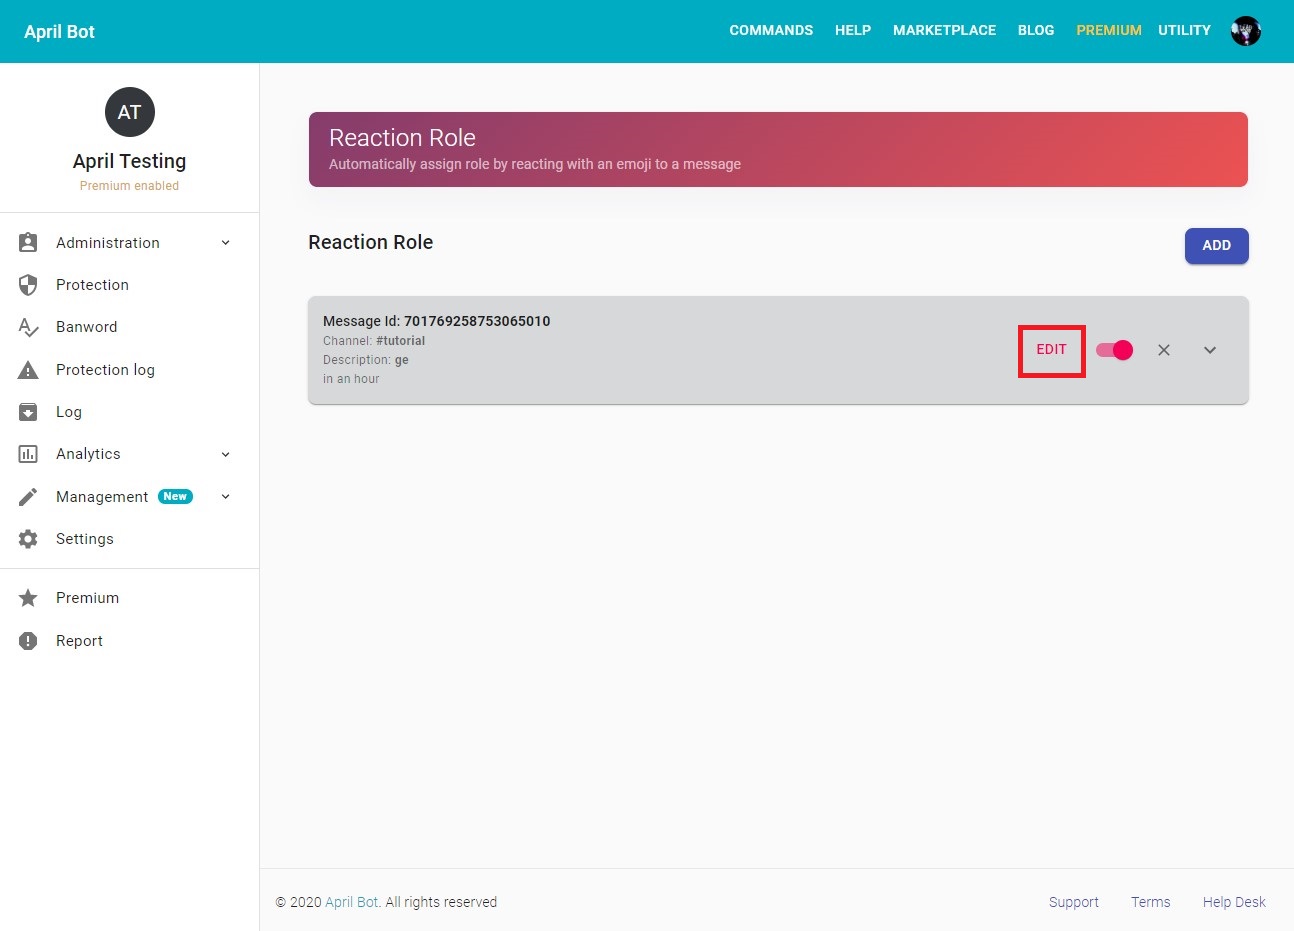 April Bot
COMMANDS HELP MARKETPLACE BLOG PREMIUM UTILITY
AT
April Testing
Premium enabled
Administration
Protection
Banword
Protection log
Log
Analytics
Management New
Settings
Premium
Report
Reaction Role
Automatically assign role by reacting with an emoji to a message
Reaction Role
ADD
Message Id: 701769258753065010
Channel: #tutorial
Description: ge
in an hour
EDIT
© 2020 April Bot. All rights reserved
Support Terms Help Desk